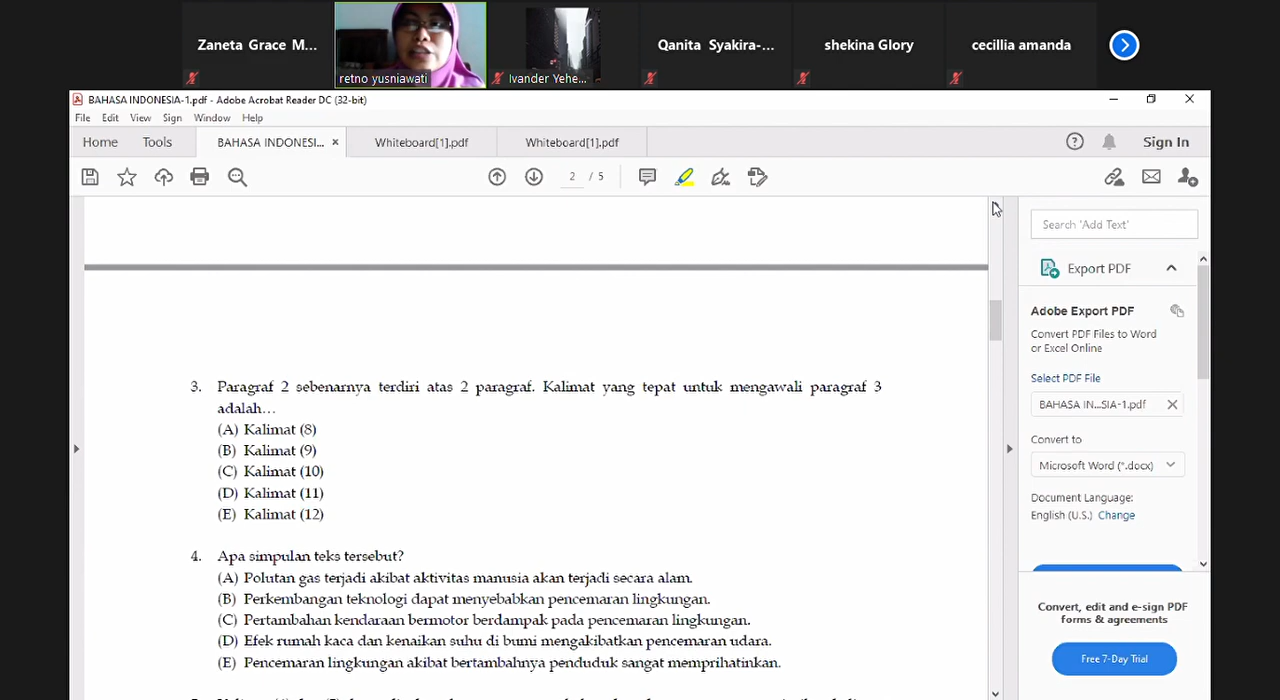 Zaneta Grace M...
retno yusniawati
Ivander Yehe...
Qanita Syakira-...
shekina Glory
cecillia amanda
BAHASA INDONESIA-1.pdf - Adobe Acrobat Reader DC (32-bit)
File Edit View Sign Window Help
Home Tools BAHASA INDONESI... × Whiteboard[1].pdf Whiteboard[1].pdf Sign In
2 / 5
Search 'Add Text'
Export PDF
Adobe Export PDF
Convert PDF Files to Word
or Excel Online
Select PDF File
BAHASA IN...SIA-1.pdf
Convert to
Microsoft Word (*.docx)
Document Language:
English (U.S.) Change
Convert, edit and e-sign PDF
forms & agreements
Free 7-Day Trial
3. Paragraf 2 sebenarnya terdiri atas 2 paragraf. Kalimat yang tepat untuk mengawali paragraf 3
adalah…
(A) Kalimat (8)
(B) Kalimat (9)
(C) Kalimat (10)
(D) Kalimat (11)
(E) Kalimat (12)
4. Apa simpulan teks tersebut?
(A) Polutan gas terjadi akibat aktivitas manusia akan terjadi secara alam.
(B) Perkembangan teknologi dapat menyebabkan pencemaran lingkungan.
(C) Pertambahan kendaraan bermotor berdampak pada pencemaran lingkungan.
(D) Efek rumah kaca dan kenaikan suhu di bumi mengakibatkan pencemaran udara.
(E) Pencemaran lingkungan akibat bertambahnya penduduk sangat memprihatinkan.